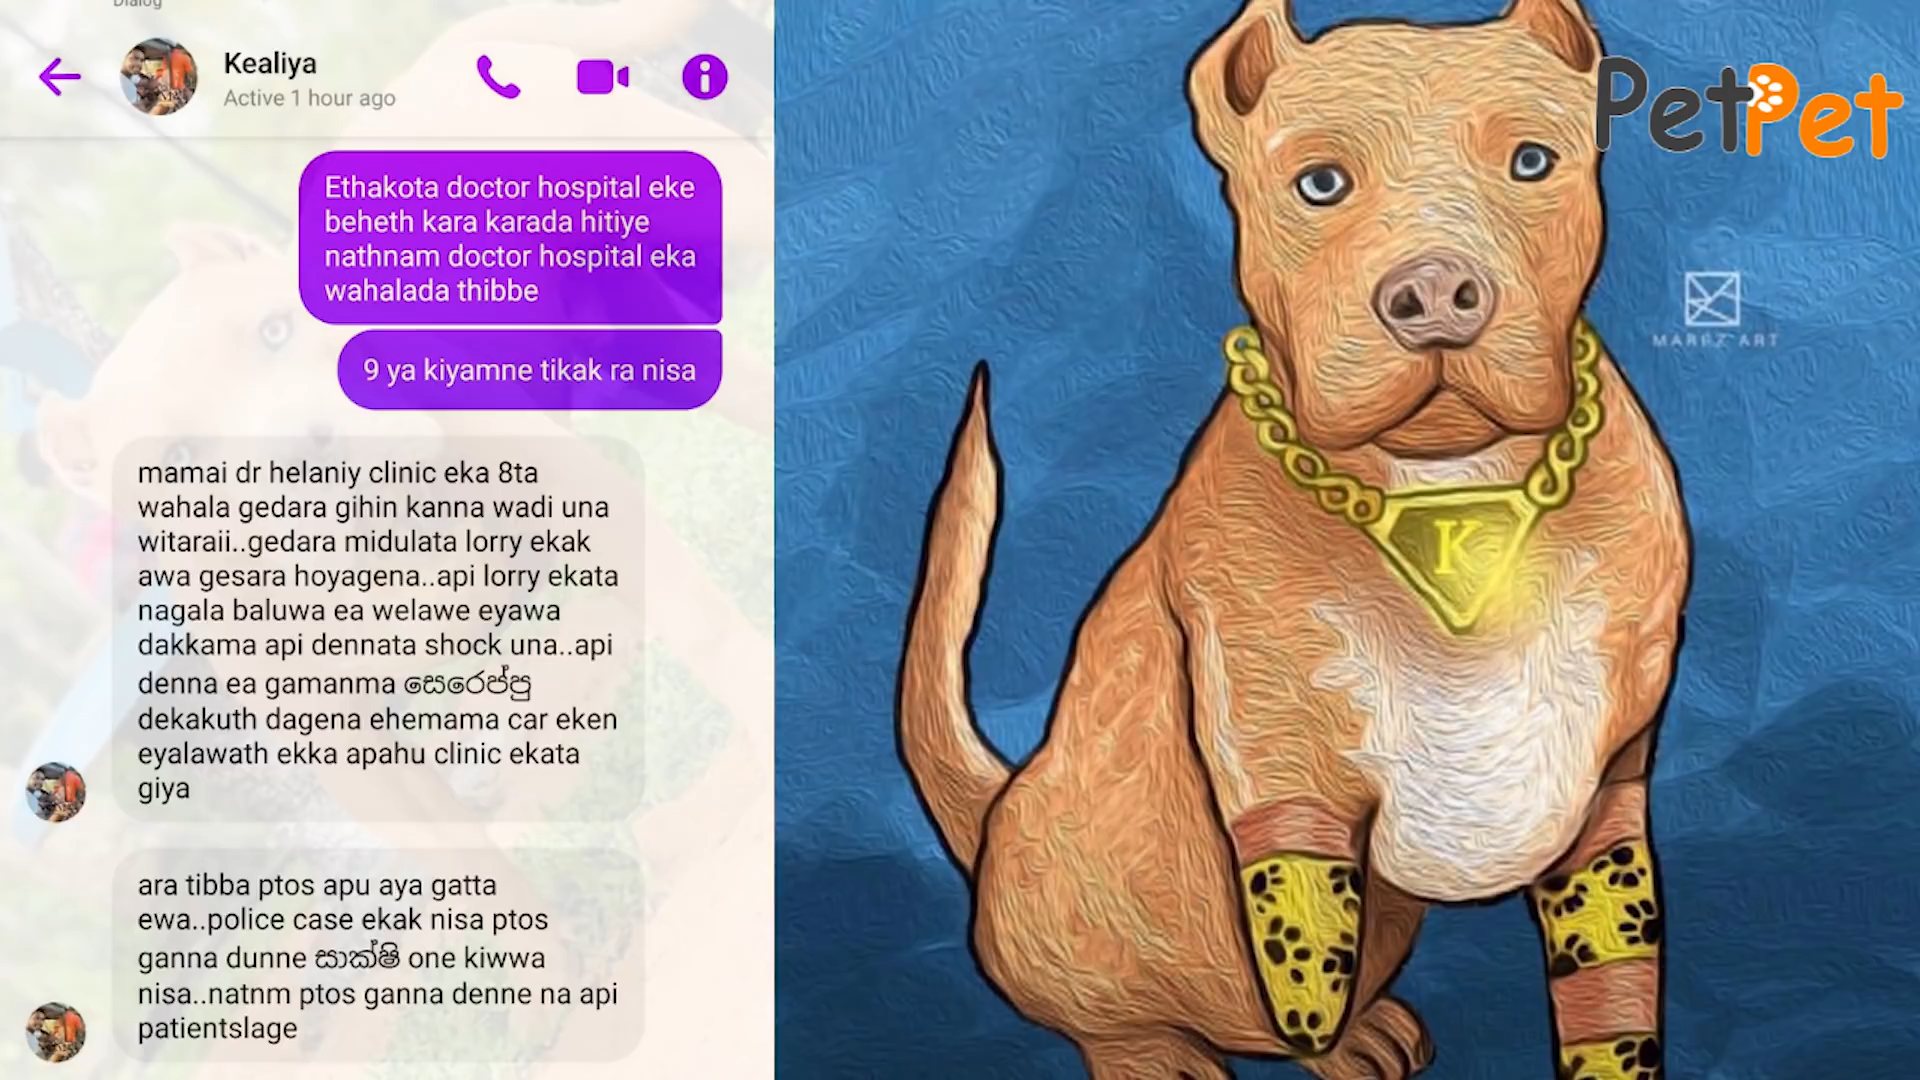 Dialog
Kealiya
Active 1 hour ago
Ethakota doctor hospital eke
beheth kara karada hitiye
nathnam doctor hospital eka
wahalada thibbe
9 ya kiyamne tikak ra nisa
mamai dr helaniy clinic eka 8ta
wahala gedara gihin kanna wadi una
witaraii..gedara midulata lorry ekak
awa gesara hoyagena..api lorry ekata
nagala baluwa ea welawe eyawa
dakkama api dennata shock una..api
denna ea gamanma සෙරෙප්පු
dekakuth dagena ehemama car eken
eyalawath ekka apahu clinic ekata
giya
ara tibba ptos apu aya gatta
ewa..police case ekak nisa ptos
ganna dunne සාක්ෂි one kiwwa
nisa..natnm ptos ganna denne na api
patientslage
PetPet
MAREZ ART
K